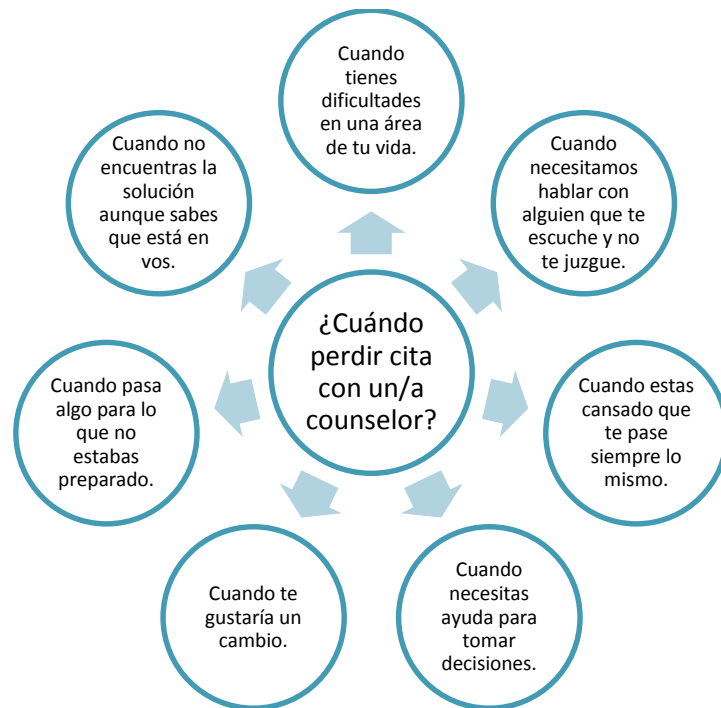 ¿Cuándo
perdir cita
con un/a
counselor?
Cuando
tienes
dificultades
en una área
de tu vida.
Cuando
necesitamos
hablar con
alguien que te
escuche y no
te juzgue.
Cuando estas
cansado que
te pase
siempre lo
mismo.
Cuando
necesitas
ayuda para
tomar
decisiones.
Cuando te
gustaría un
cambio.
Cuando pasa
algo para lo
que no
estabas
preparado.
Cuando no
encuentras la
solución
aunque sabes
que está en
vos.